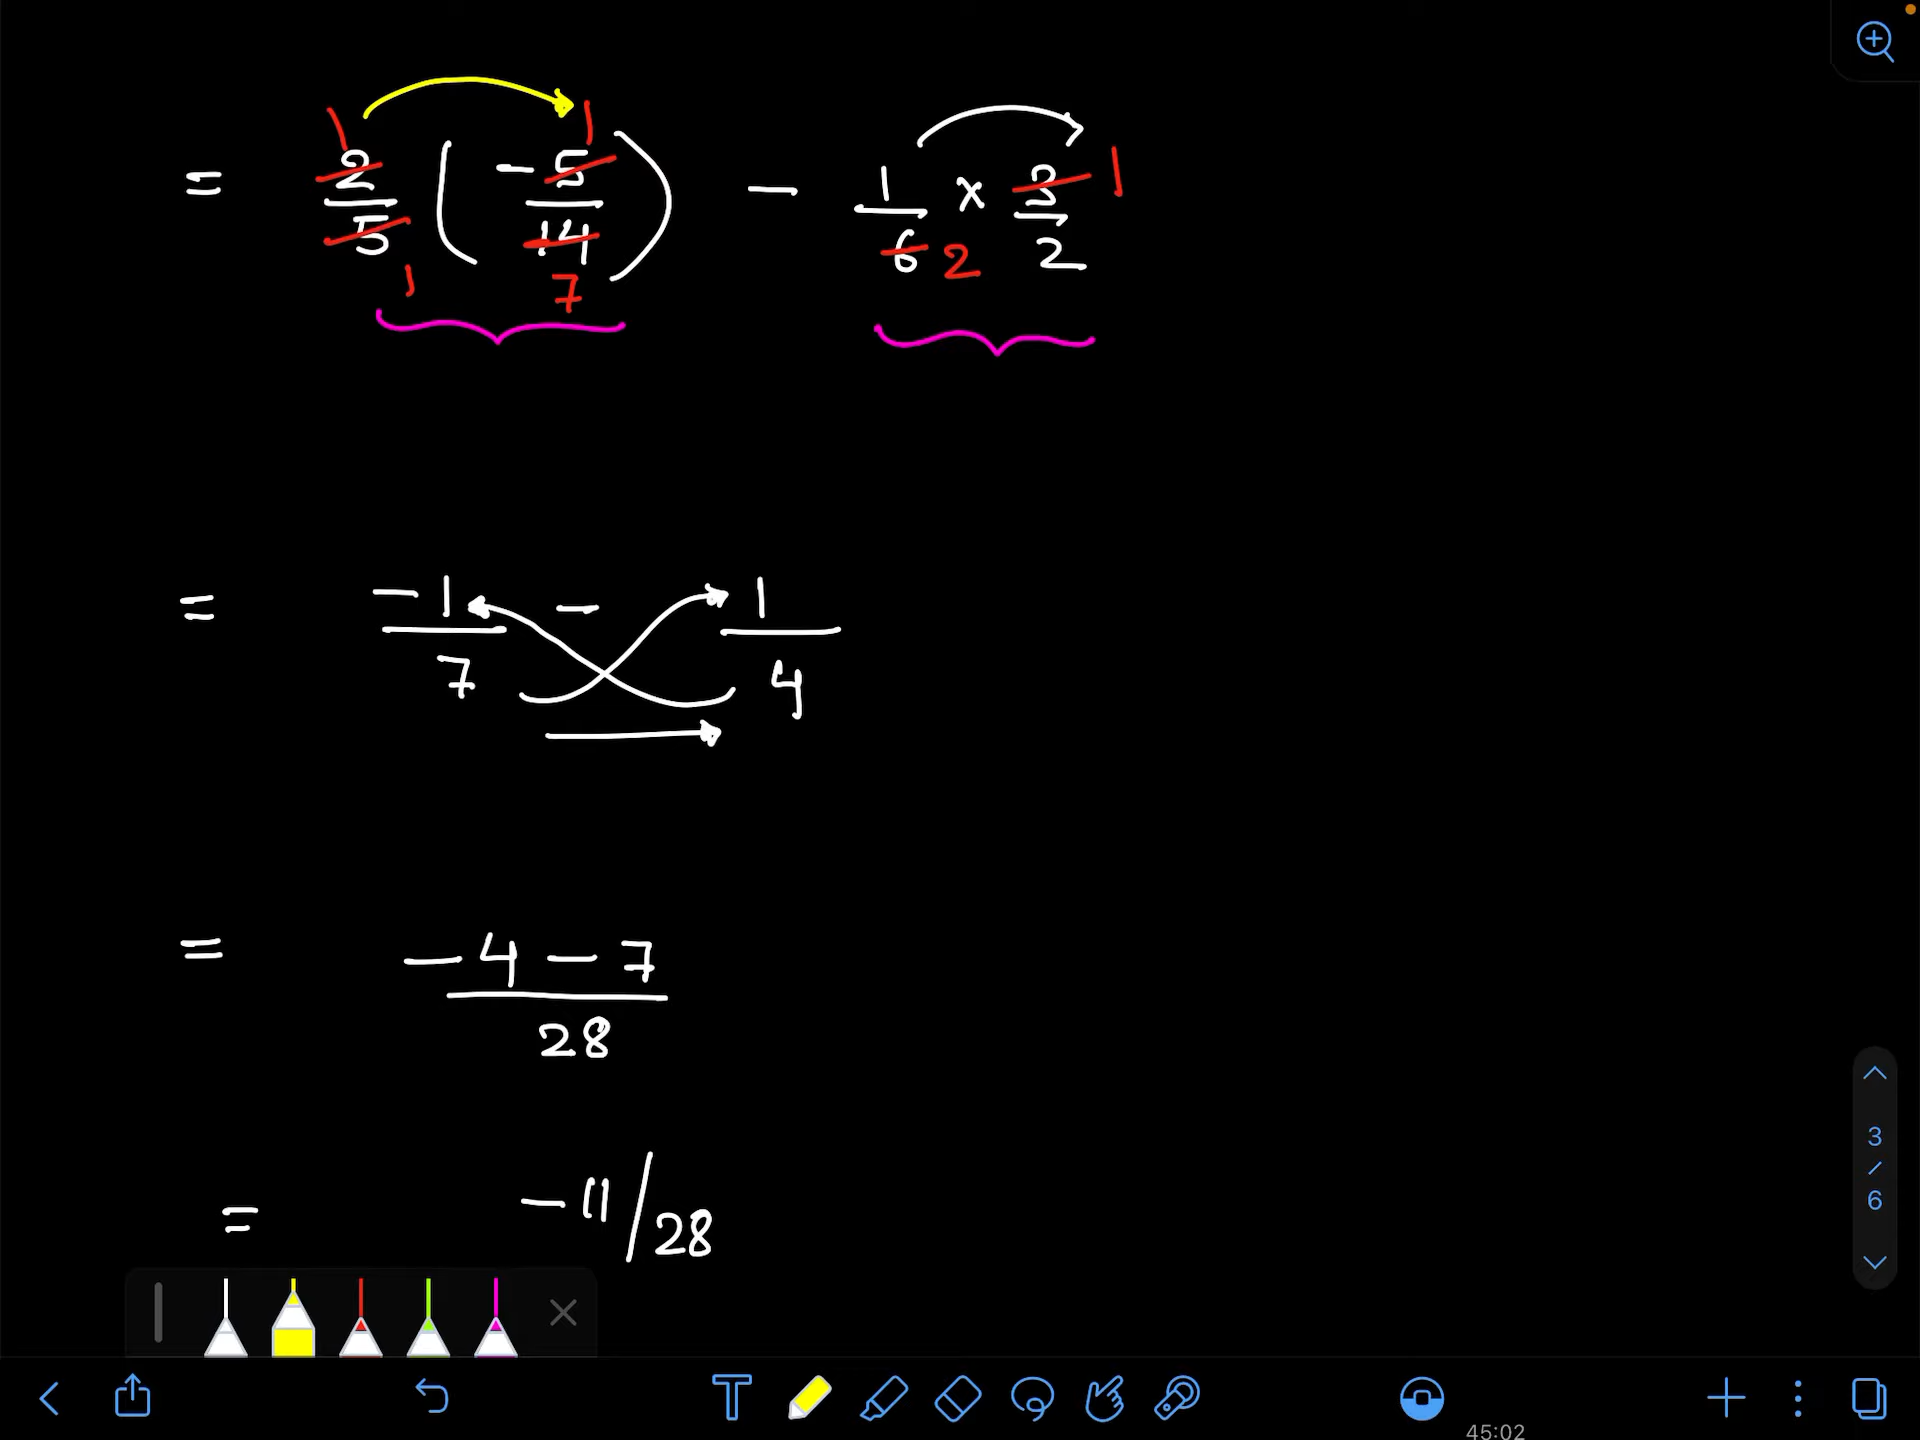 1 1
= 2/5 ( -5/14 ) - 1/6 × 3/2 1
1 7 2
= -1/7 - 1/4
= -4-7/28
= -11/28
3
/
6
T
45:02